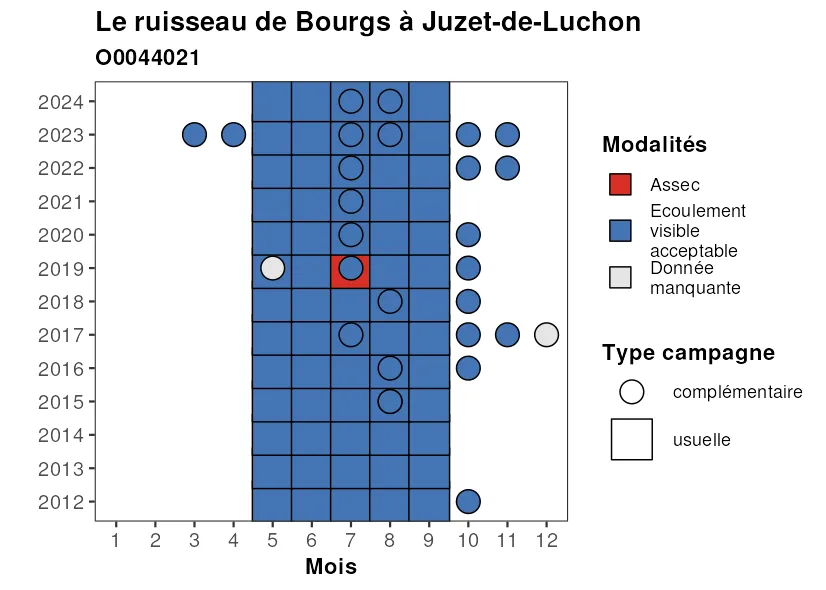 Le ruisseau de Bourgs à Juzet-de-Luchon
O0044021
2024
2023
2022
2021
2020
2019
2018
2017
2016
2015
2014
2013
2012
1 2 3 4 5 6 7 8 9 10 11 12
Mois
Modalités
Assec
Ecoulement
visible
acceptable
Donnée
manquante
Type campagne
complémentaire
usuelle